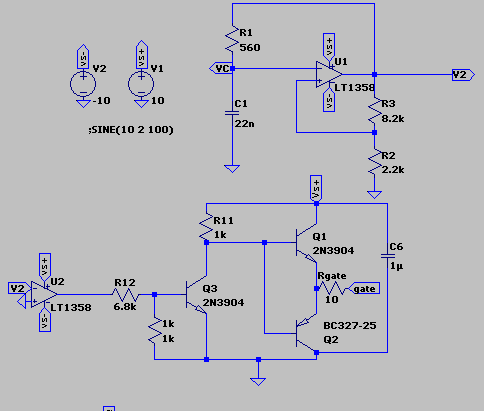 R1
560
VS-
V2
-10
VS+
V1
10
;SINE(10 2 100)
VC
C1
22n
VS+
U1
LT1358
VS-
V2
R3
8.2k
R2
2.2k
VS+
R11
1k
Q1
2N3904
C6
1µ
Rgate
10
gate
BC327-25
Q2
V2
VS+
U2
LT1358
VS-
R12
6.8k
Q3
2N3904
1k
1k